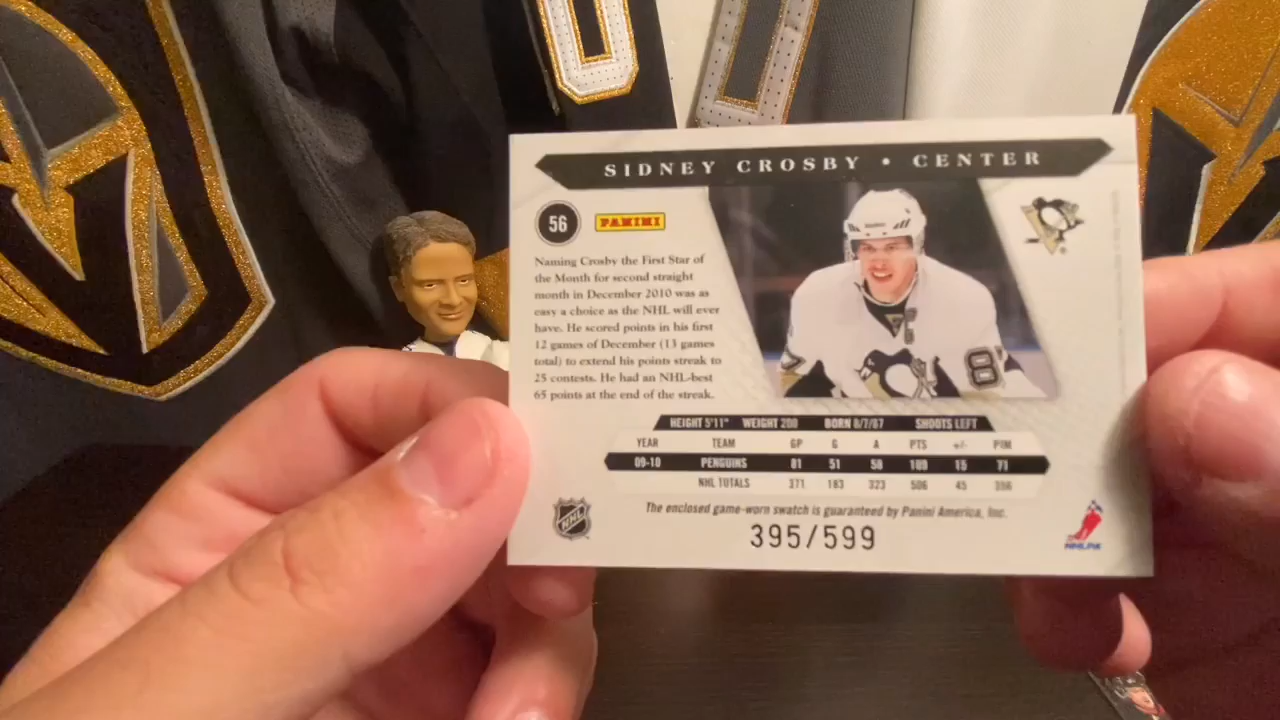 SIDNEY CROSBY • CENTER
56
PANINI
Naming Crosby the First Star of
the Month for second straight
month in December 2010 was as
easy a choice as the NHL will ever
have. He scored points in his first
12 games of December (13 games
total) to extend his points streak to
25 contests. He had an NHL-best
65 points at the end of the streak.
HEIGHT 5'11" WEIGHT 200 BORN 8/7/87 SHOOTS LEFT
YEAR TEAM GP G A PTS +/- PIM
09-10 PENGUINS 81 51 58 109 15 71
NHL TOTALS 371 183 323 506 45
The enclosed game-worn swatch is guaranteed by Panini America, Inc.
395/599
NHL
NHLPA
C
8
7